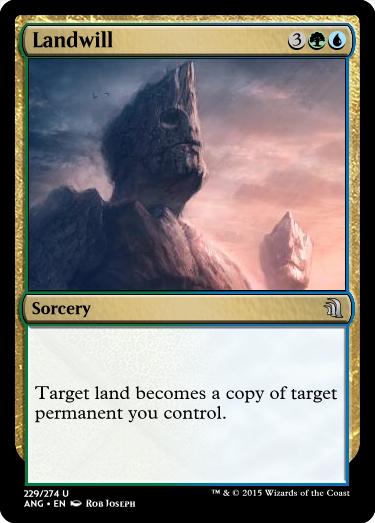 Landwill 3
Sorcery
Target land becomes a copy of target
permanent you control.
229/274 U
ANG • EN Rob Joseph
™ & © 2015 Wizards of the Coast